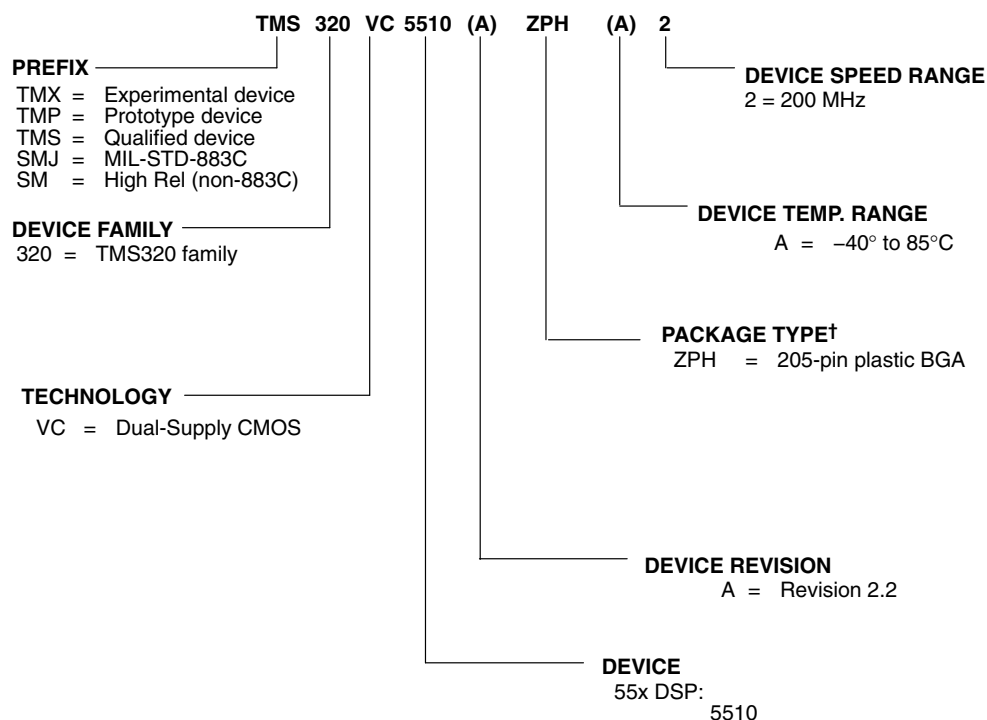 TMS 320 VC 5510 (A) ZPH (A) 2
PREFIX
TMX = Experimental device
TMP = Prototype device
TMS = Qualified device
SMJ = MIL-STD-883C
SM = High Rel (non-883C)
DEVICE SPEED RANGE
2 = 200 MHz
DEVICE FAMILY
320 = TMS320 family
DEVICE TEMP. RANGE
A = −40° to 85°C
PACKAGE TYPE†
ZPH = 205-pin plastic BGA
TECHNOLOGY
VC = Dual-Supply CMOS
DEVICE REVISION
A = Revision 2.2
DEVICE
55x DSP:
5510